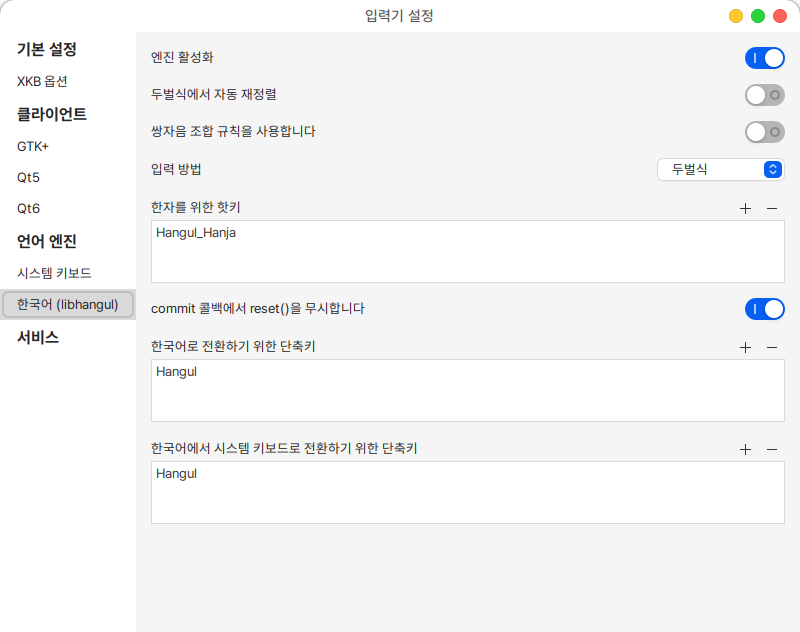 입력기 설정
기본 설정
XKB 옵션
클라이언트
GTK+
Qt5
Qt6
언어 엔진
시스템 키보드
한국어 (libhangul)
서비스
엔진 활성화
두벌식에서 자동 재정렬
쌍자음 조합 규칙을 사용합니다
입력 방법
두벌식
한자를 위한 핫키
Hangul_Hanja
commit 콜백에서 reset()을 무시합니다
한국어로 전환하기 위한 단축키
Hangul
한국어에서 시스템 키보드로 전환하기 위한 단축키
Hangul